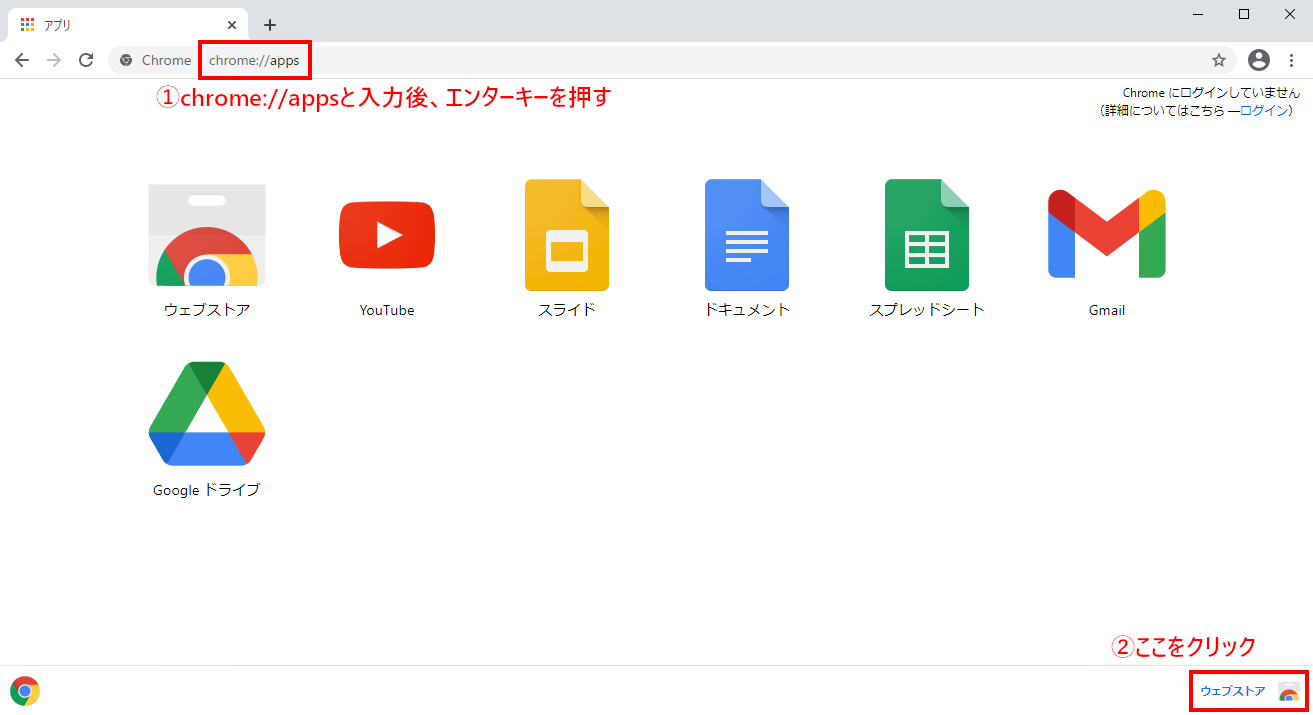 アプリ
Chrome chrome://apps
①chrome://appsと入力後、エンターキーを押す
Chrome にログインしていません
(詳細についてはこちら —ログイン)
ウェブストア
YouTube
スライド
ドキュメント
スプレッドシート
Gmail
Google ドライブ
②ここをクリック
ウェブストア